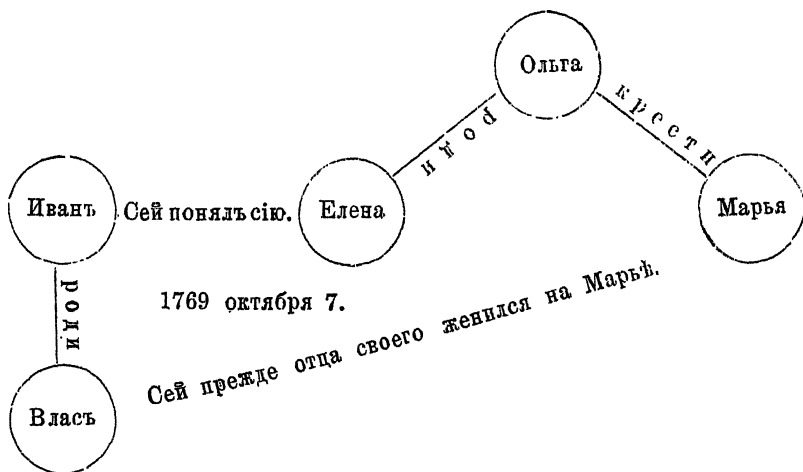 Ольга
крести
роди
Иванъ
Сей понялъ сію.
Елена
Марья
роди
1769 октября 7.
Сей прежде отца своего женился на Марьѣ.
Власъ